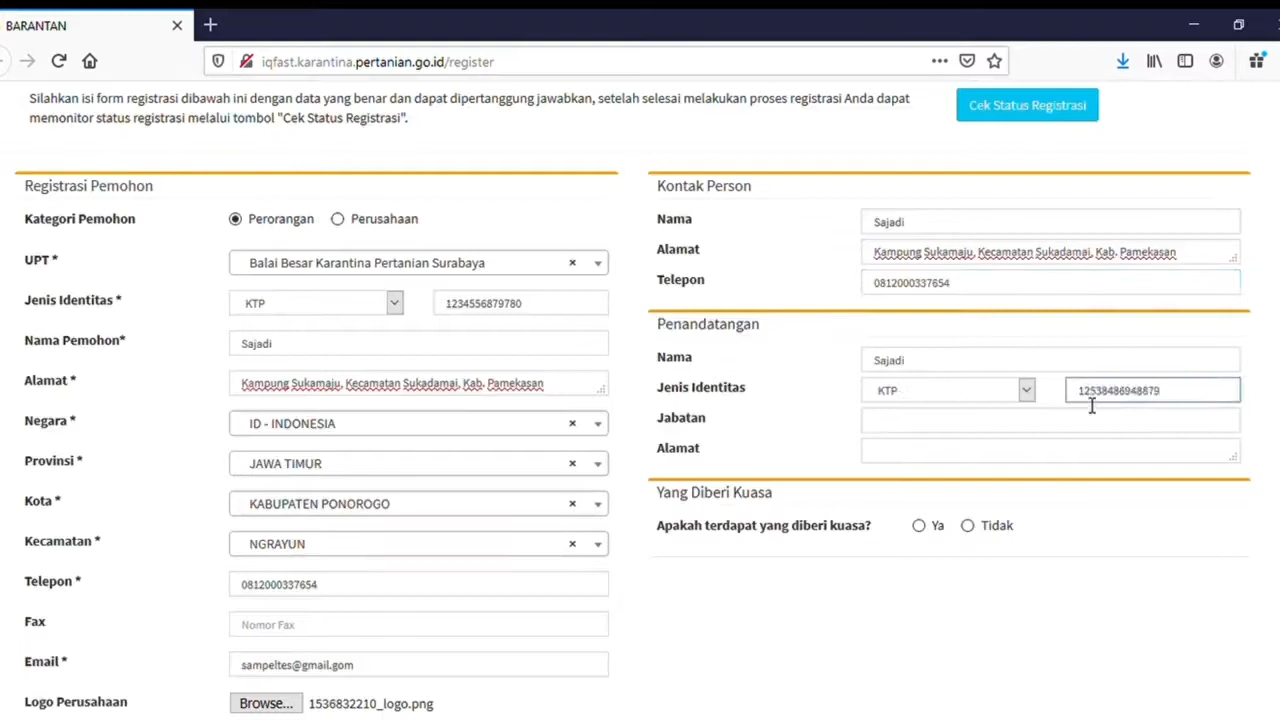 BARANTAN
iqfast.karantina.pertanian.go.id/register
Silahkan isi form registrasi dibawah ini dengan data yang benar dan dapat dipertanggung jawabkan, setelah selesai melakukan proses registrasi Anda dapat
memonitor status registrasi melalui tombol "Cek Status Registrasi".
Cek Status Registrasi
Registrasi Pemohon
Kategori Pemohon Perorangan Perusahaan
UPT * Balai Besar Karantina Pertanian Surabaya
Jenis Identitas * KTP 1234556879780
Nama Pemohon* Sajadi
Alamat * Kampung Sukamaju, Kecamatan Sukadamai, Kab. Pamekasan
Negara * ID - INDONESIA
Provinsi * JAWA TIMUR
Kota * KABUPATEN PONOROGO
Kecamatan * NGRAYUN
Telepon * 0812000337654
Fax Nomor Fax
Email * sampeltes@gmail.gom
Logo Perusahaan Browse... 1536832210_logo.png
Kontak Person
Nama Sajadi
Alamat Kampung Sukamaju, Kecamatan Sukadamai, Kab. Pamekasan
Telepon 0812000337654
Penandatangan
Nama Sajadi
Jenis Identitas KTP 12538486948879
Jabatan
Alamat
Yang Diberi Kuasa
Apakah terdapat yang diberi kuasa? Ya Tidak